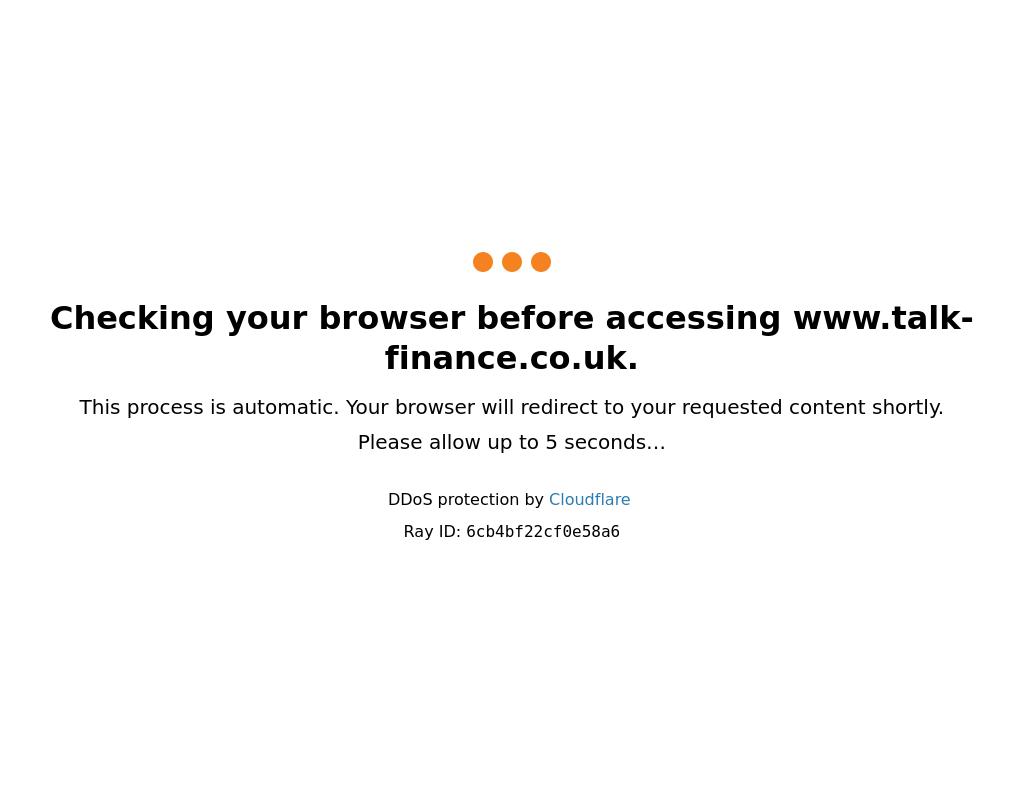 Checking your browser before accessing www.talk-
finance.co.uk.
This process is automatic. Your browser will redirect to your requested content shortly.
Please allow up to 5 seconds…
DDoS protection by Cloudflare
Ray ID: 6cb4bf22cf0e58a6